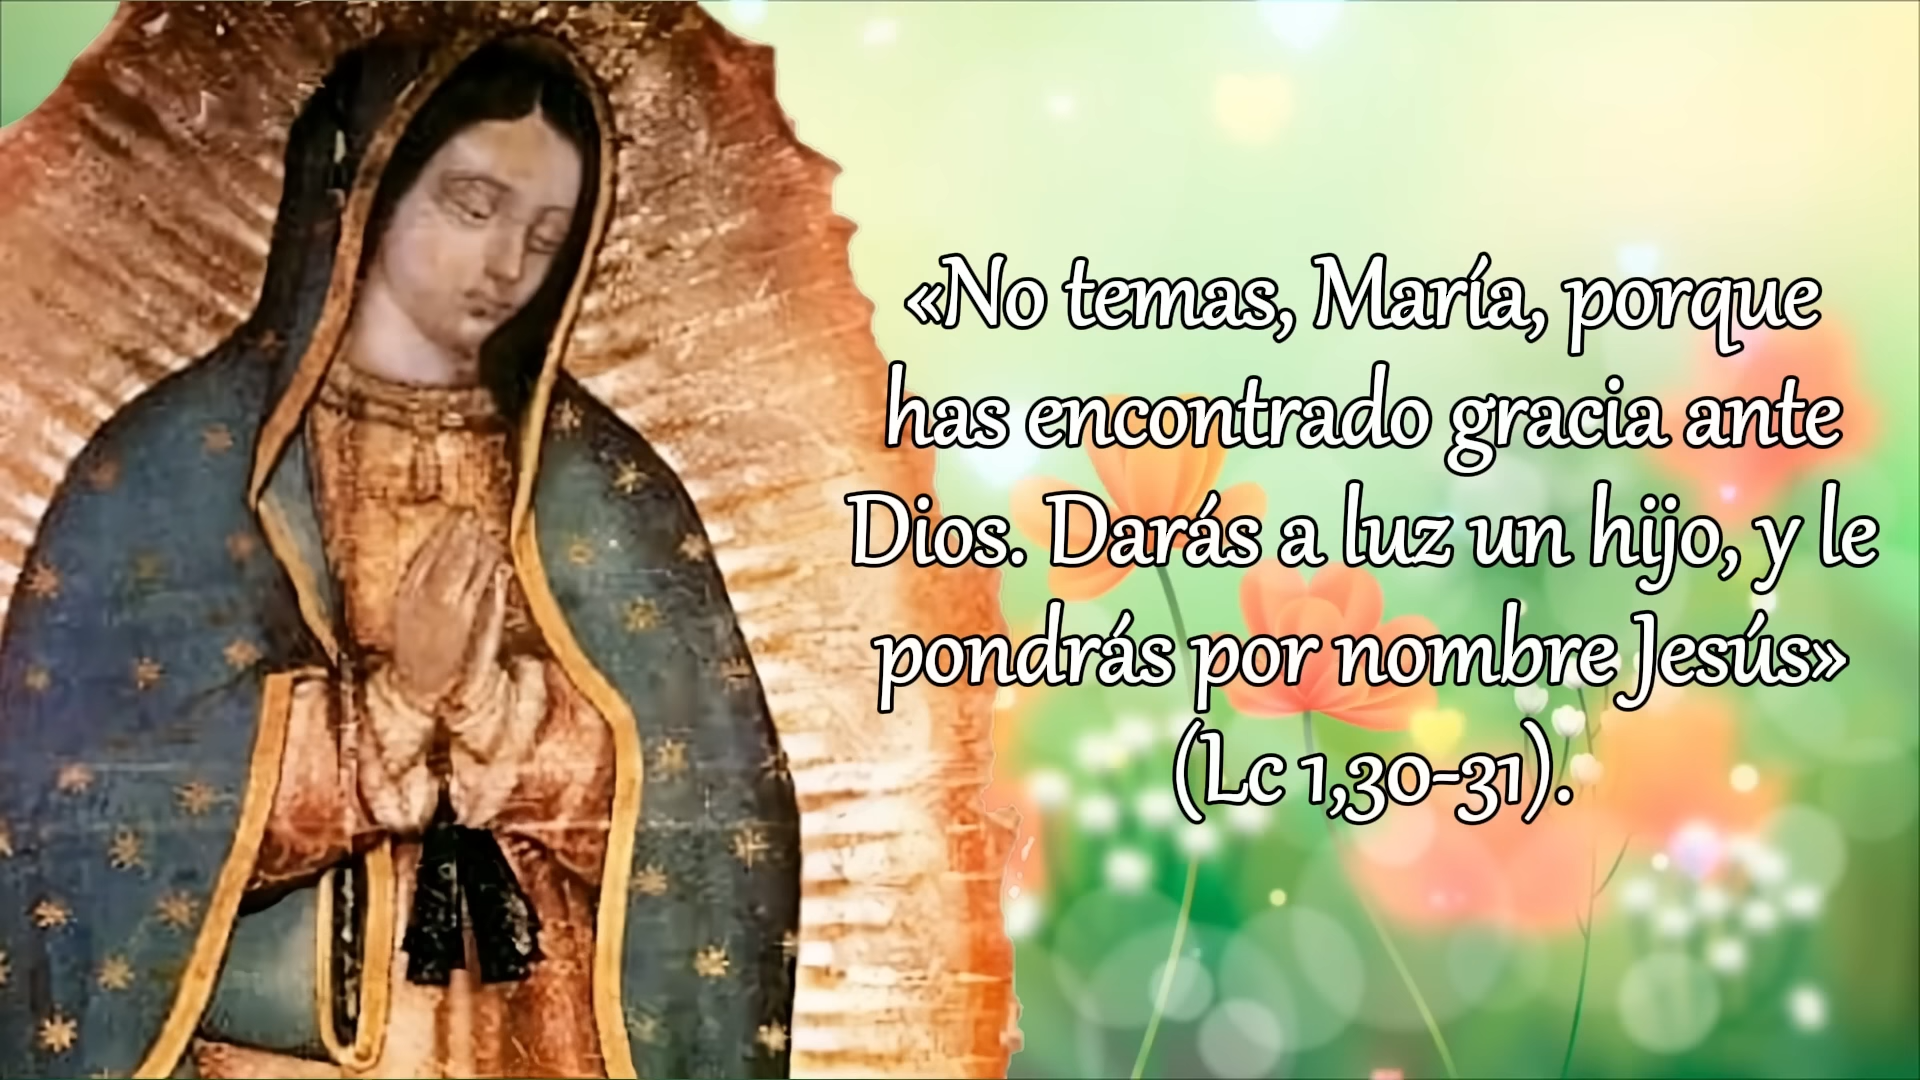 «No temas, María, porque
has encontrado gracia ante
Dios. Darás a luz un hijo, y le
pondrás por nombre Jesús»
(Lc 1,30-31).